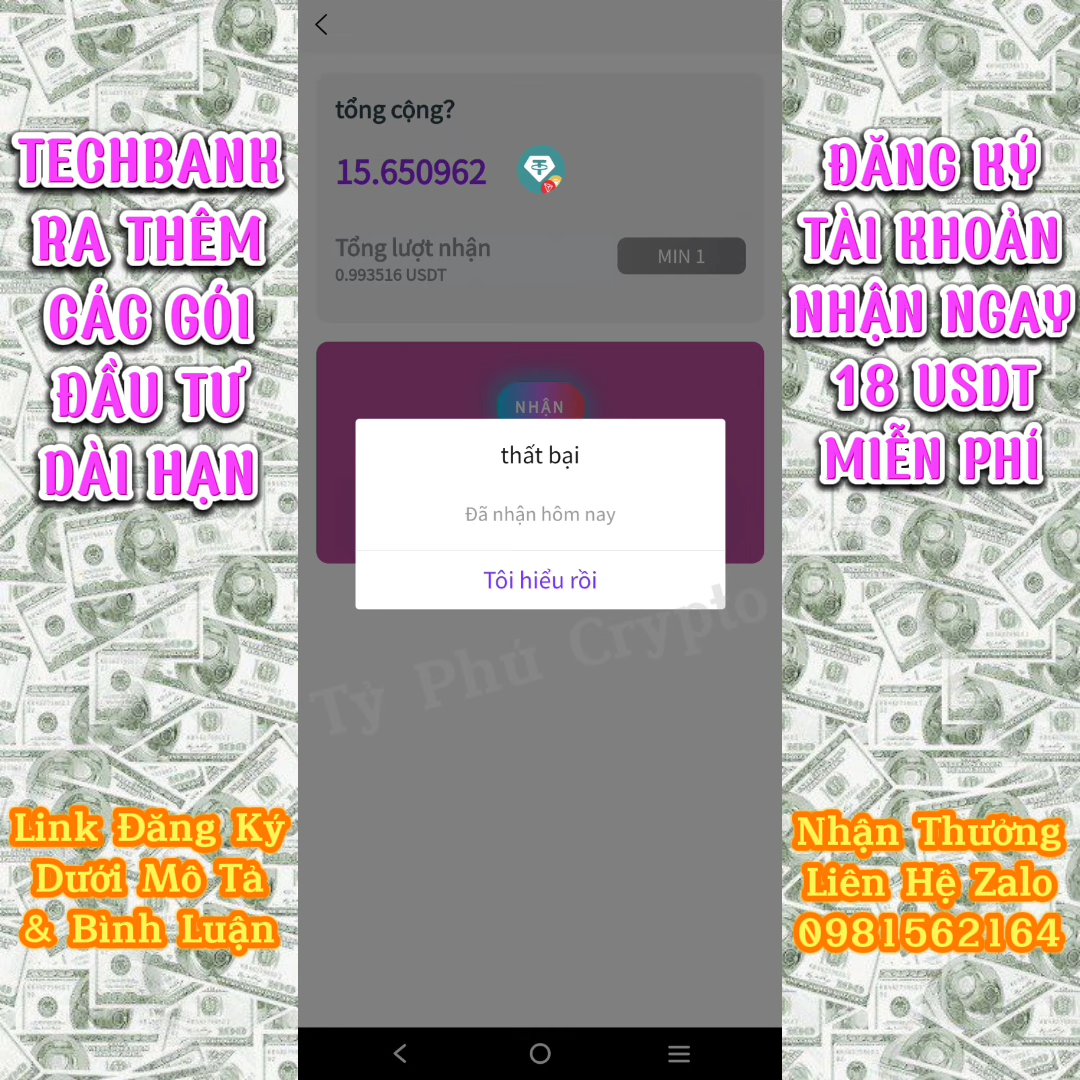 TECHBANK
RA THÊM
CÁC GÓI
ĐẦU TƯ
DÀI HẠN
Link Đăng Ký
Dưới Mô Tả
& Bình Luận
tổng cộng?
15.650962
Tổng lượt nhận
0.993516 USDT
MIN 1
NHẬN
thất bại
Đã nhận hôm nay
Tôi hiểu rồi
Tỷ Phú Crypto
ĐĂNG KÝ
TÀI KHOẢN
NHẬN NGAY
18 USDT
MIỄN PHÍ
Nhận Thưởng
Liên Hệ Zalo
0981562164